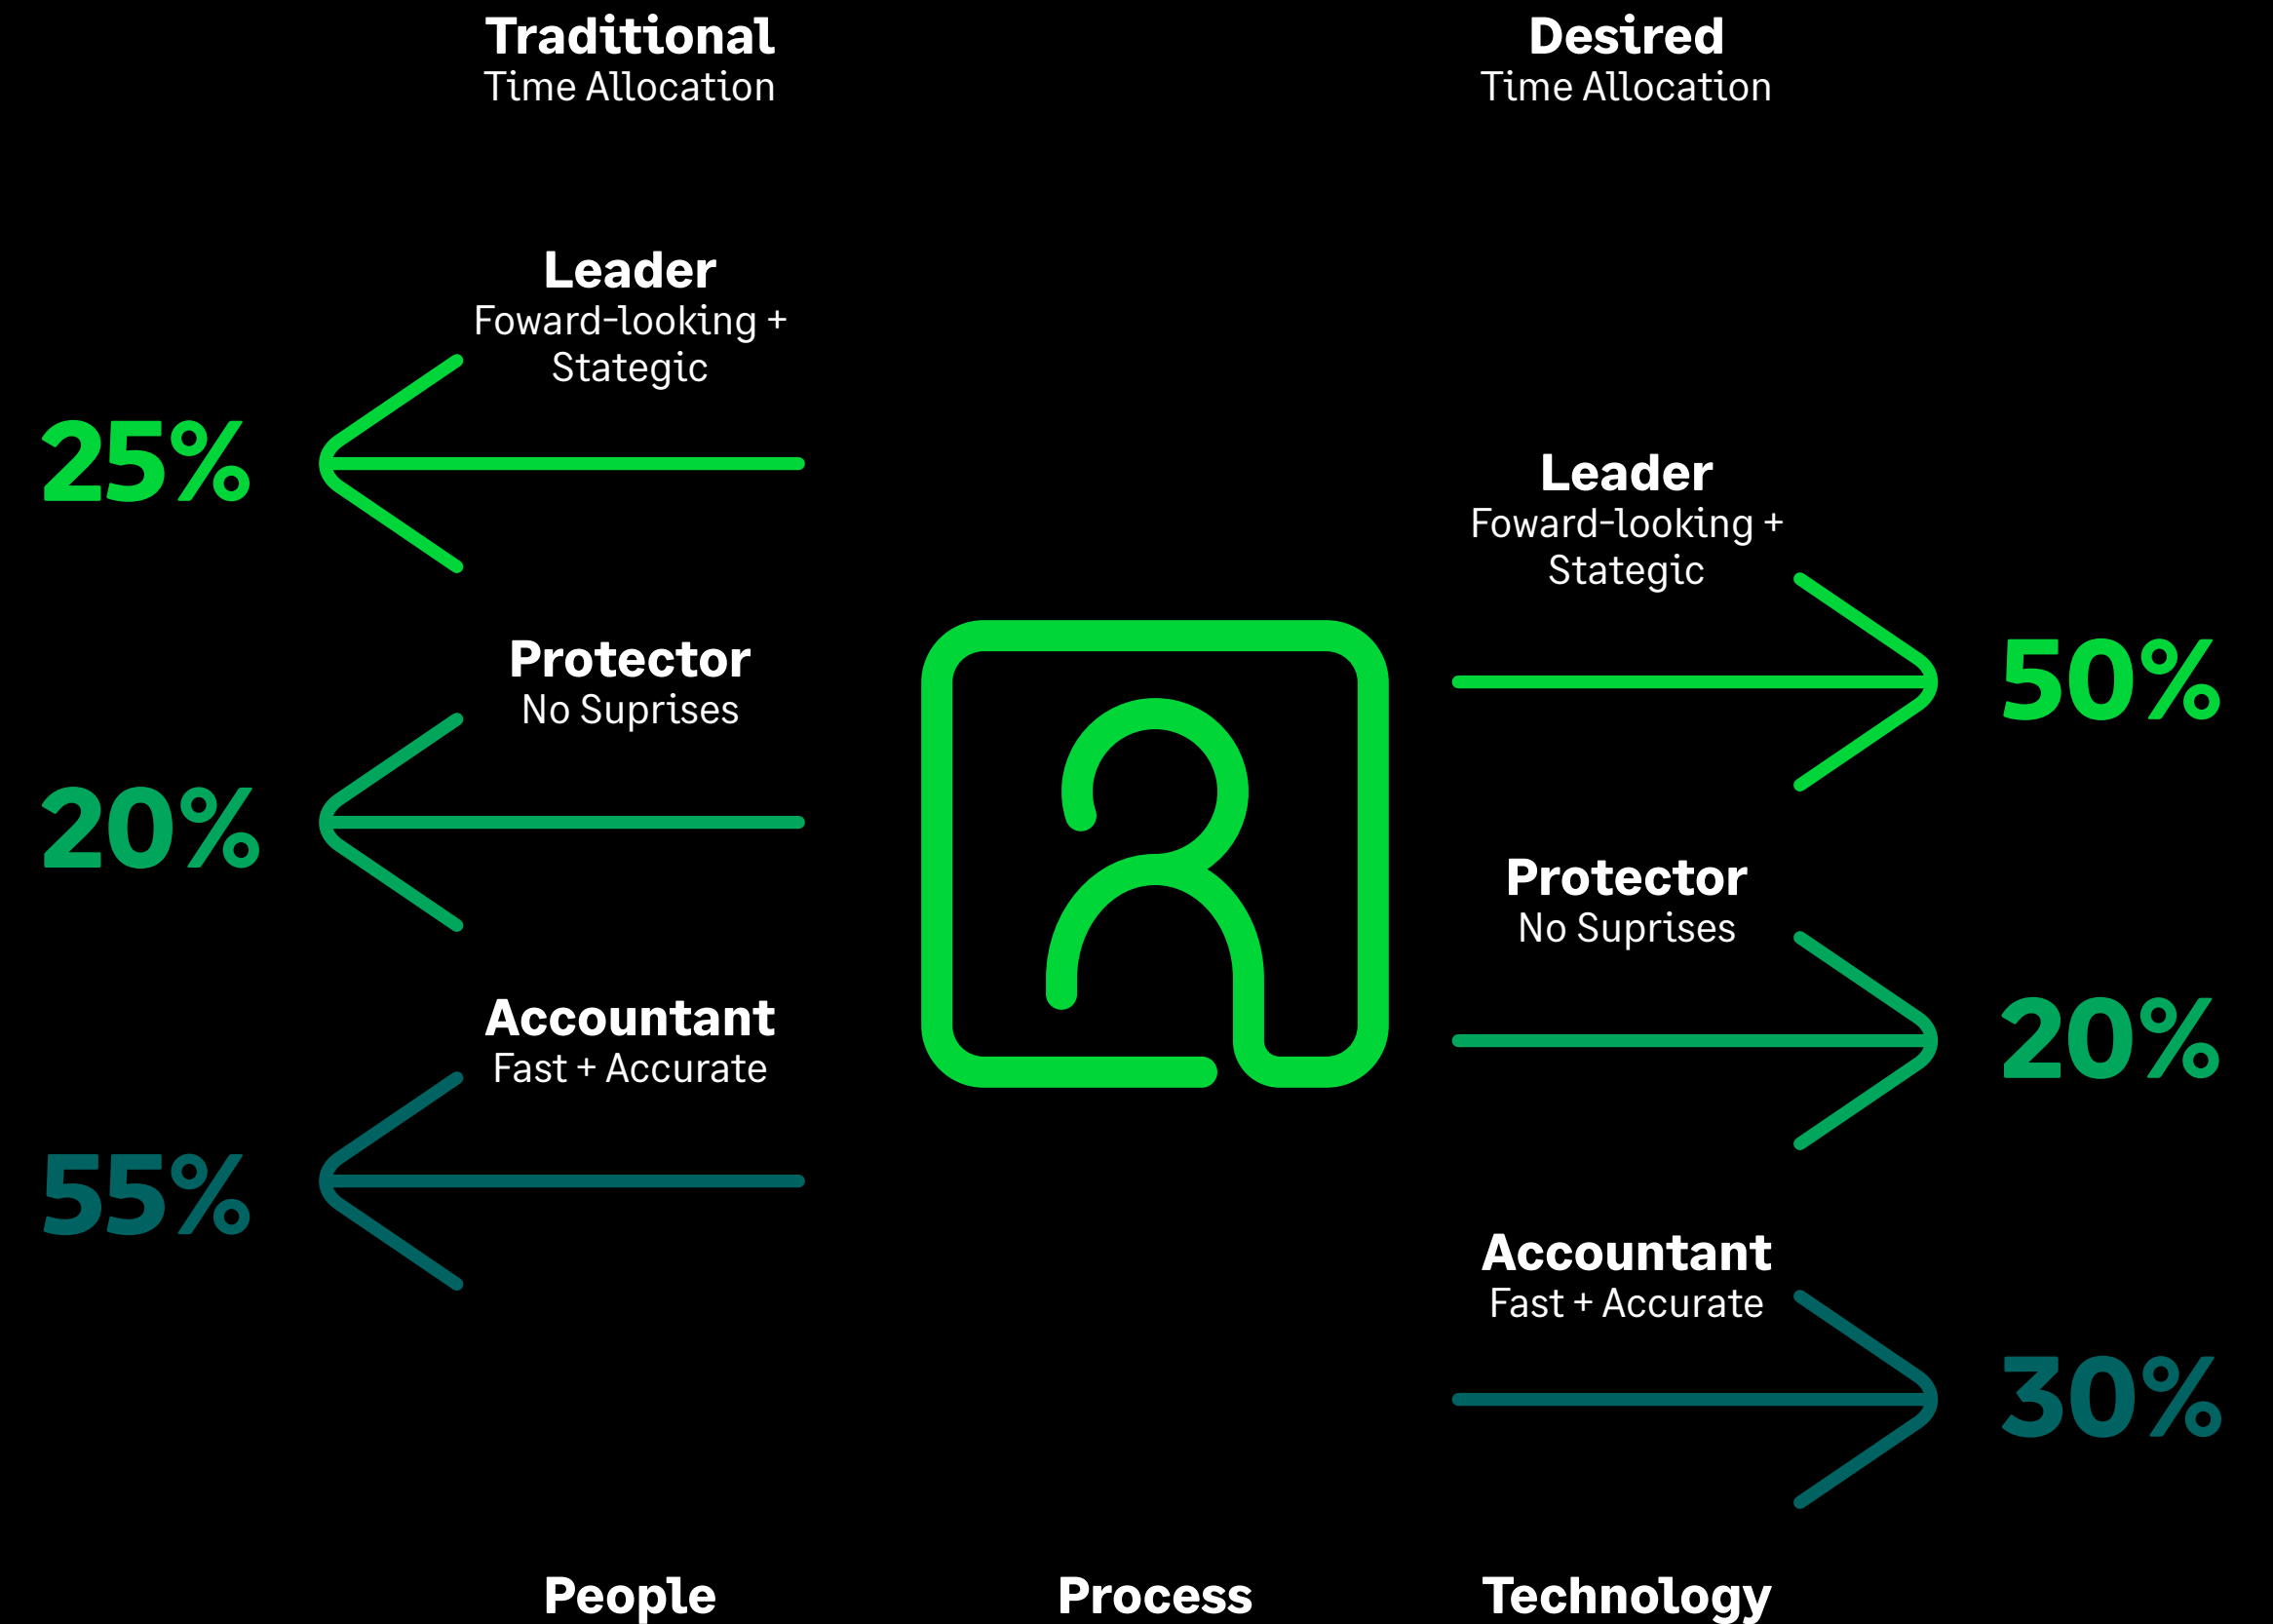 Traditional
Time Allocation
Leader
Foward-looking +
Stategic
25%
Protector
No Suprises
20%
Accountant
Fast + Accurate
55%
Desired
Time Allocation
Leader
Foward-looking +
Stategic
50%
Protector
No Suprises
20%
Accountant
Fast + Accurate
30%
People
Process
Technology